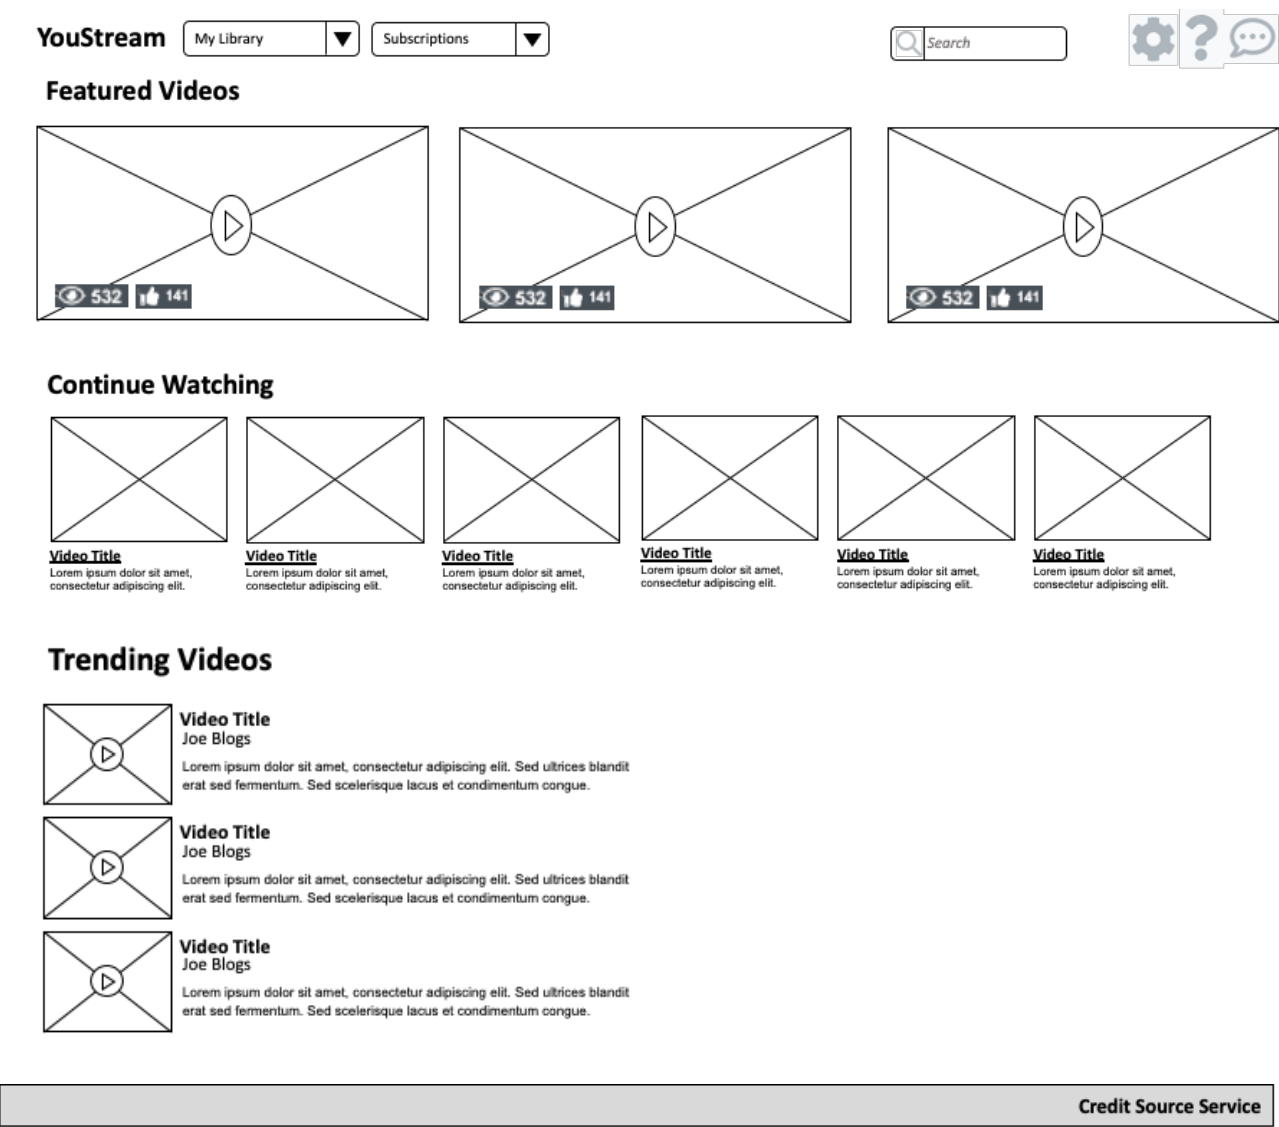 YouStream
My Library
Subscriptions
Search
Featured Videos
532 141
532 141
532 141
Continue Watching
Video Title
Lorem ipsum dolor sit amet,
consectetur adipiscing elit.
Video Title
Lorem ipsum dolor sit amet,
consectetur adipiscing elit.
Video Title
Lorem ipsum dolor sit amet,
consectetur adipiscing elit.
Video Title
Lorem ipsum dolor sit amet,
consectetur adipiscing elit.
Video Title
Lorem ipsum dolor sit amet,
consectetur adipiscing elit.
Video Title
Lorem ipsum dolor sit amet,
consectetur adipiscing elit.
Trending Videos
Video Title
Joe Blogs
Lorem ipsum dolor sit amet, consectetur adipiscing elit. Sed ultrices blandit
erat sed fermentum. Sed scelerisque lacus et condimentum congue.
Video Title
Joe Blogs
Lorem ipsum dolor sit amet, consectetur adipiscing elit. Sed ultrices blandit
erat sed fermentum. Sed scelerisque lacus et condimentum congue.
Video Title
Joe Blogs
Lorem ipsum dolor sit amet, consectetur adipiscing elit. Sed ultrices blandit
erat sed fermentum. Sed scelerisque lacus et condimentum congue.
Credit Source Service